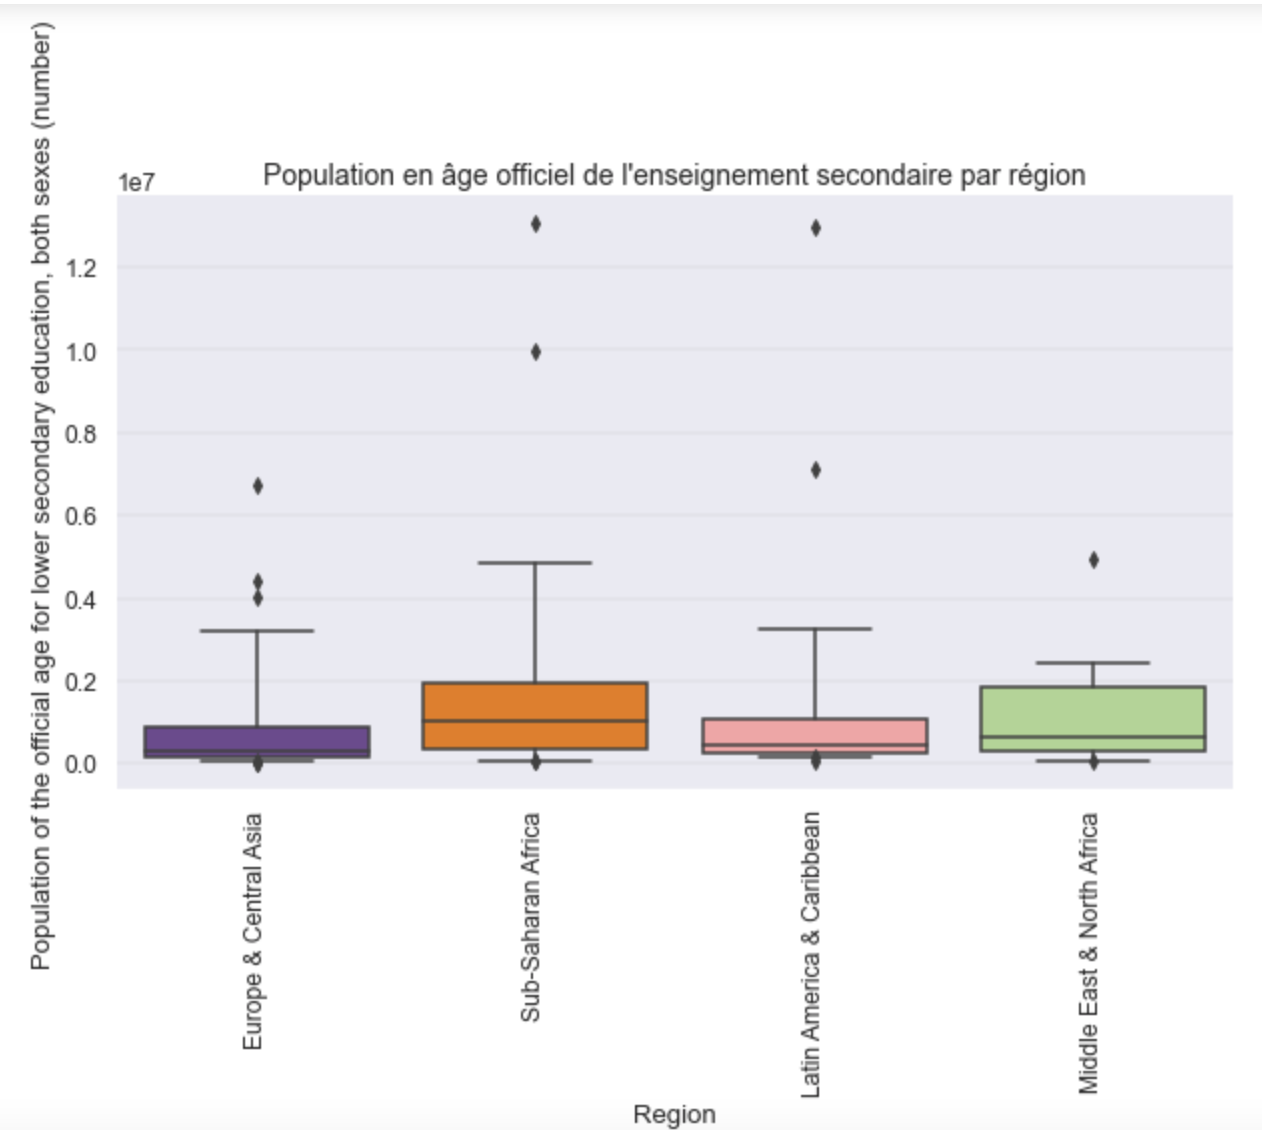 Population en âge officiel de l'enseignement secondaire par région
1e7
Population of the official age for lower secondary education, both sexes (number)
1.2
1.0
0.8
0.6
0.4
0.2
0.0
Europe & Central Asia
Sub-Saharan Africa
Latin America & Caribbean
Middle East & North Africa
Region